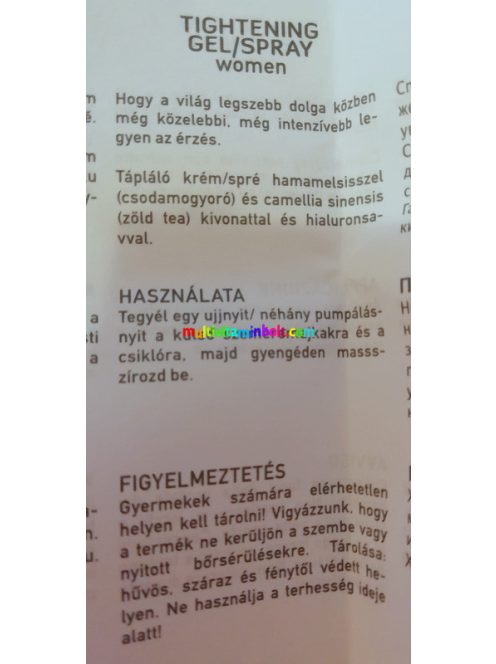 TIGHTENING
GEL/SPRAY
women
Hogy a világ legszebb dolga közben
még közelebbi, még intenzívebb le-
gyen az érzés.
Tápláló krém/spré hamamelsisszel
(csodamogyoró) és camellia sinensis
(zöld tea) kivonattal és hialuronsa-
vval.
HASZNÁLATA
Tegyél egy ujjnyit/ néhány pumpálás-
nyit a és a
csiklóra, majd gyengéden massz-
írozd be.
FIGYELMEZTETÉS
Gyermekek számára elérhetetlen
helyen kell tárolni! Vigyázzunk, hogy
a termék ne kerüljön a szembe vagy
nyitott bőrsérülésekre. Tárolása:
hűvös, száraz és fénytől védett he-
lyen. Ne használja a terhesség ideje
alatt!